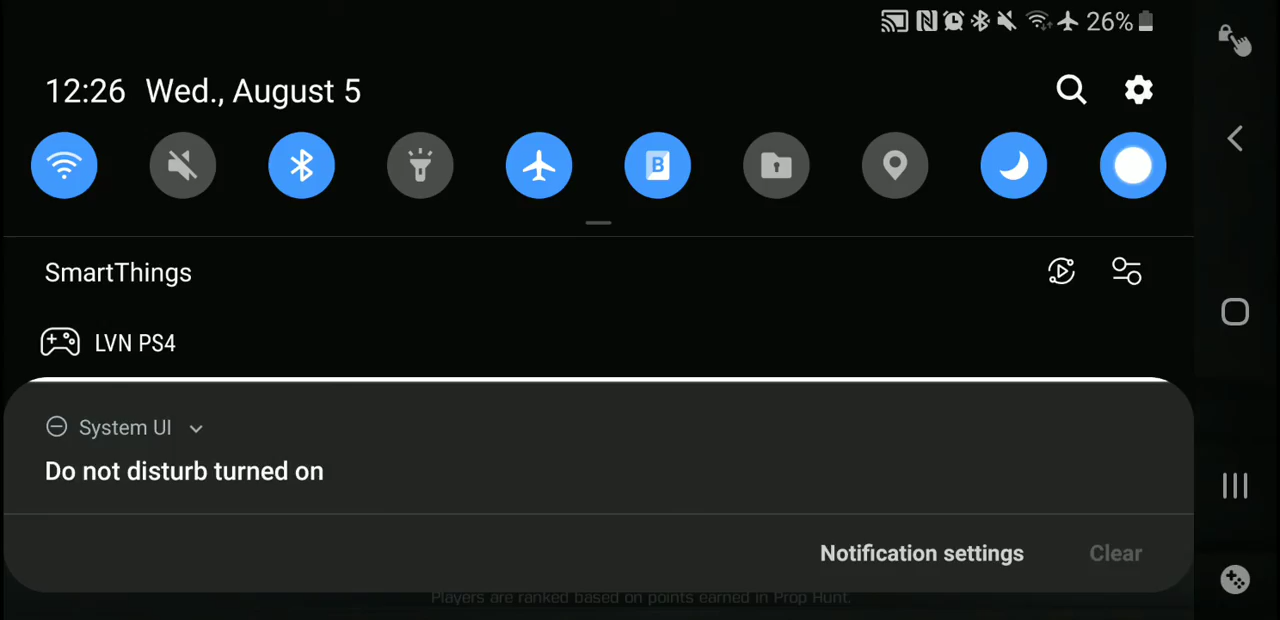 26%
12:26 Wed., August 5
B
SmartThings
LVN PS4
System UI
Do not disturb turned on
Notification settings Clear
Players are ranked based on points earned in Prop Hunt.